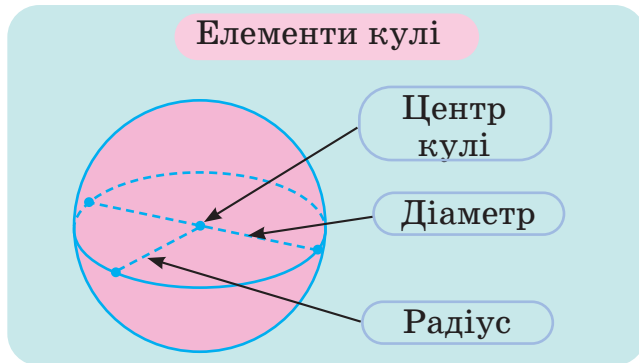 Елементи кулі
Центр
кулі
Діаметр
Радіус